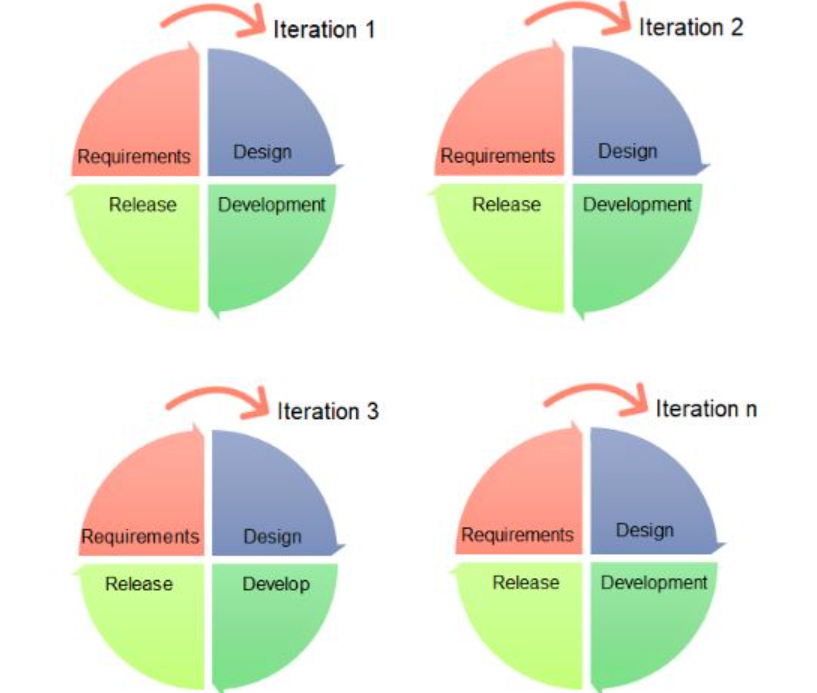 Iteration 1
Requirements
Design
Release
Development
Iteration 2
Requirements
Design
Release
Development
Iteration 3
Requirements
Design
Release
Develop
Iteration n
Requirements
Design
Release
Development